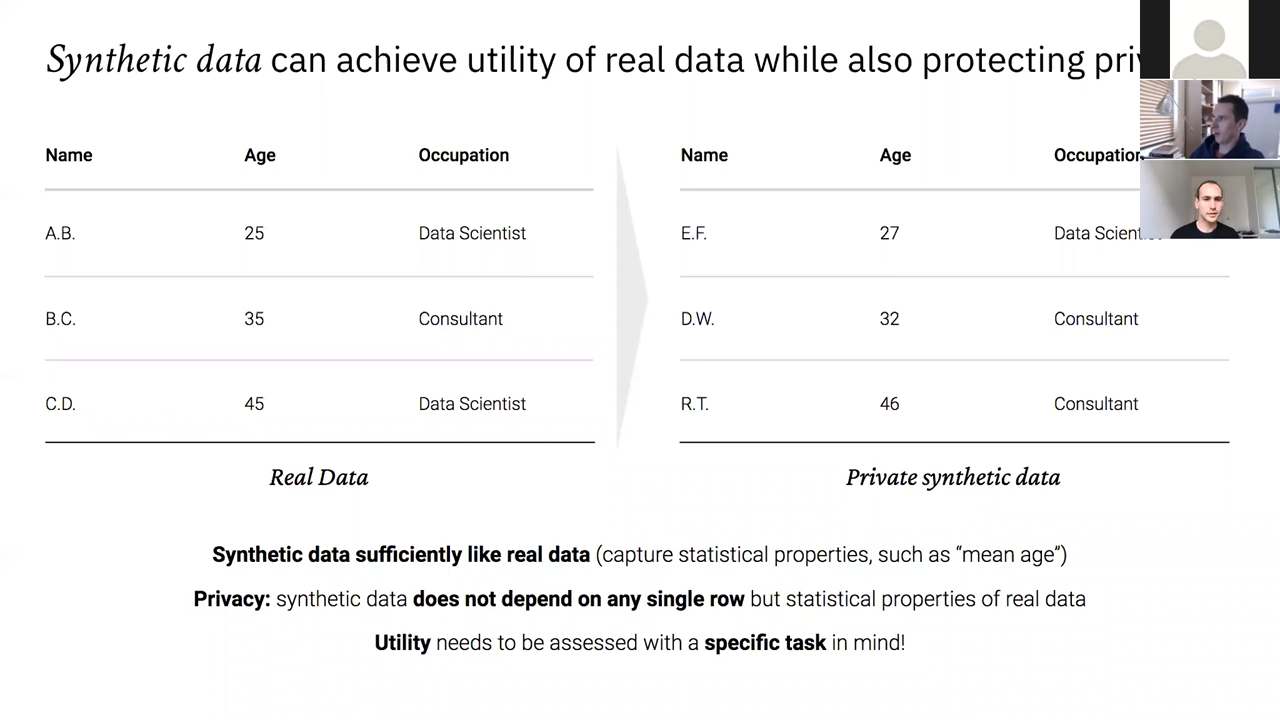 Synthetic data can achieve utility of real data while also protecting
Name Age Occupation
A.B. 25 Data Scientist
B.C. 35 Consultant
C.D. 45 Data Scientist
Real Data
Name Age Occupation
E.F. 27 Data Scientist
D.W. 32 Consultant
R.T. 46 Consultant
Private synthetic data
Synthetic data sufficiently like real data (capture statistical properties, such as “mean age”)
Privacy: synthetic data does not depend on any single row but statistical properties of real data
Utility needs to be assessed with a specific task in mind!